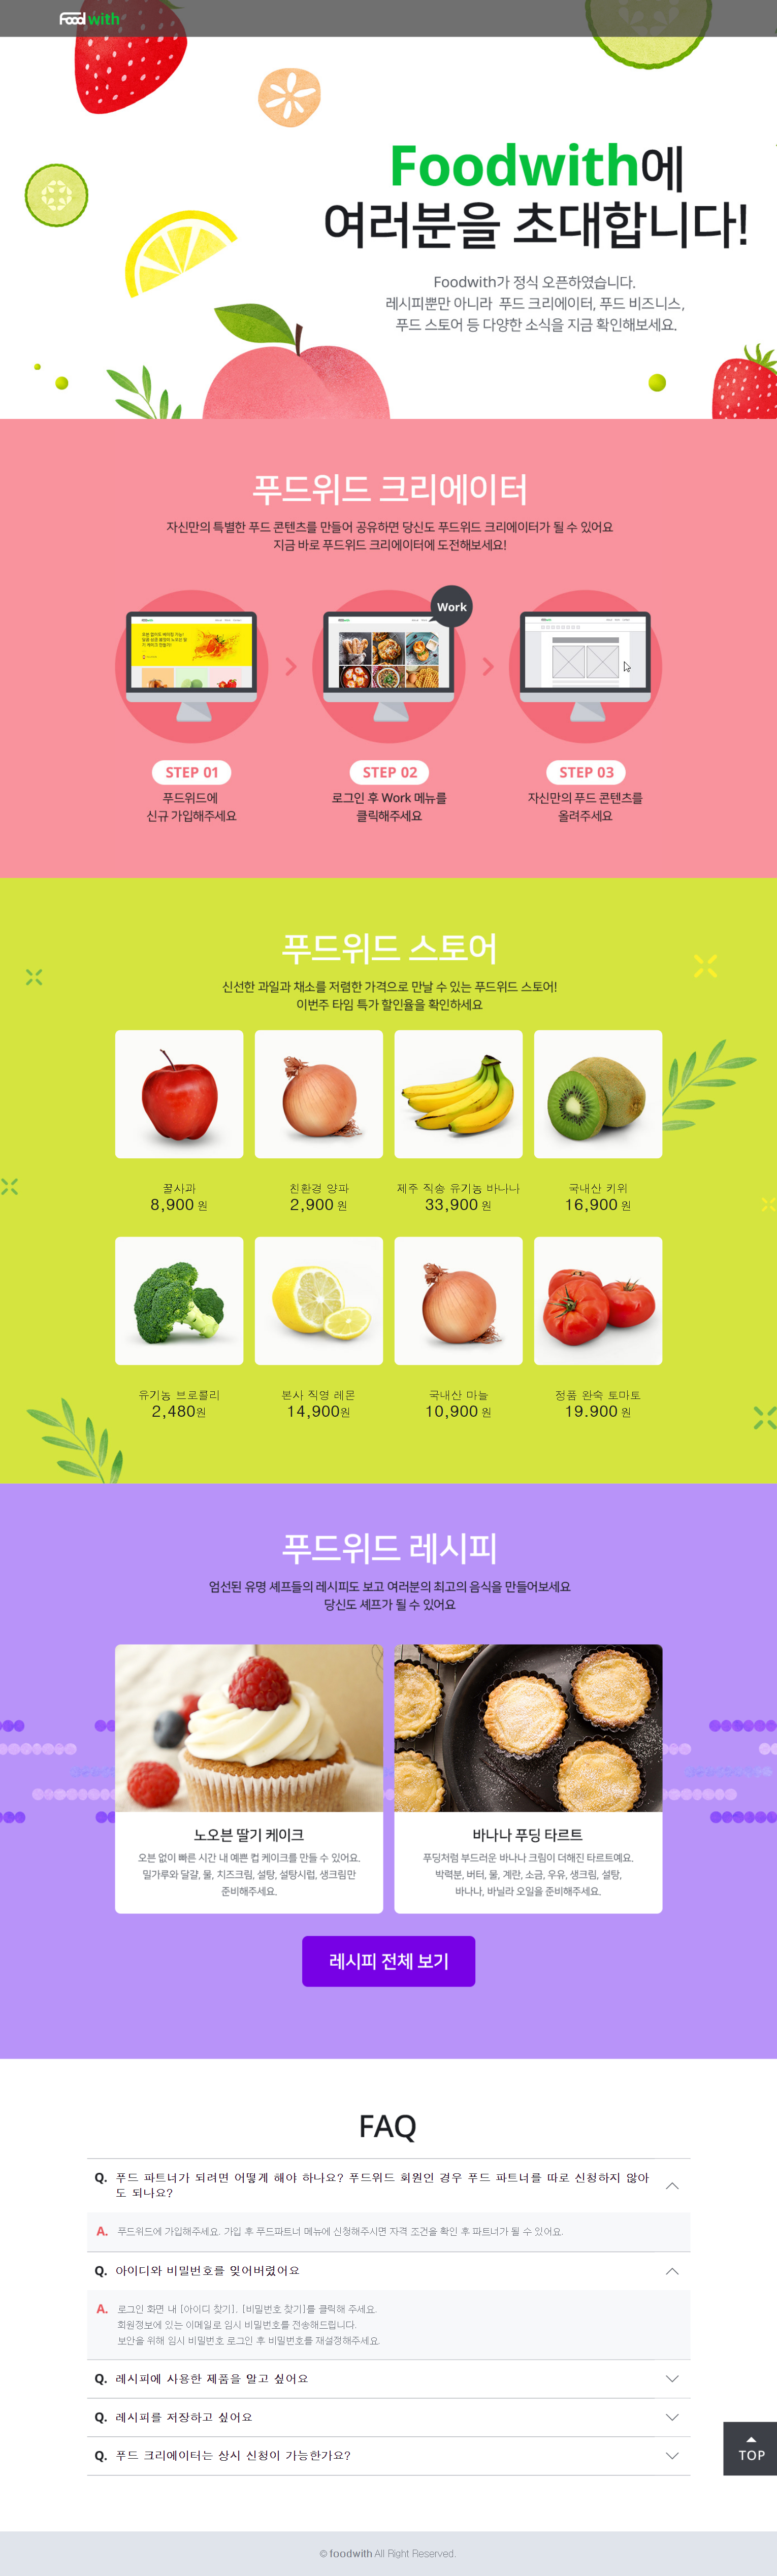 Food with
Foodwith에
여러분을 초대합니다!
Foodwith가 정식 오픈하였습니다.
레시피뿐만 아니라 푸드 크리에이터, 푸드 비즈니스,
푸드 스토어 등 다양한 소식을 지금 확인해보세요.
푸드위드 크리에이터
자신만의 특별한 푸드 콘텐츠를 만들어 공유하면 당신도 푸드위드 크리에이터가 될 수 있어요
지금 바로 푸드위드 크리에이터에 도전해보세요!
Work
STEP 01
푸드위드에
신규 가입해주세요
STEP 02
로그인 후 Work 메뉴를
클릭해주세요
STEP 03
자신만의 푸드 콘텐츠를
올려주세요
푸드위드 스토어
신선한 과일과 채소를 저렴한 가격으로 만날 수 있는 푸드위드 스토어!
이번주 타임 특가 할인율을 확인하세요
꿀사과
8,900 원
친환경 양파
2,900 원
제주 직송 유기농 바나나
33,900 원
국내산 키위
16,900 원
유기농 브로콜리
2,480원
본사 직영 레몬
14,900원
국내산 마늘
10,900 원
정품 완숙 토마토
19.900 원
푸드위드 레시피
엄선된 유명 셰프들의 레시피도 보고 여러분의 최고의 음식을 만들어보세요
당신도 셰프가 될 수 있어요
노오븐 딸기 케이크
오븐 없이 빠른 시간 내 예쁜 컵 케이크를 만들 수 있어요.
밀가루와 달걀, 물, 치즈크림, 설탕, 설탕시럽, 생크림만
준비해주세요.
바나나 푸딩 타르트
푸딩처럼 부드러운 바나나 크림이 더해진 타르트예요.
박력분, 버터, 물, 계란, 소금, 우유, 생크림, 설탕,
바나나, 바닐라 오일을 준비해주세요.
레시피 전체 보기
FAQ
Q. 푸드 파트너가 되려면 어떻게 해야 하나요? 푸드위드 회원인 경우 푸드 파트너를 따로 신청하지 않아
도 되나요?
A. 푸드위드에 가입해주세요. 가입 후 푸드파트너 메뉴에 신청해주시면 자격 조건을 확인 후 파트너가 될 수 있어요.
Q. 아이디와 비밀번호를 잊어버렸어요
A. 로그인 화면 내 [아이디 찾기], [비밀번호 찾기]를 클릭해 주세요.
회원정보에 있는 이메일로 임시 비밀번호를 전송해드립니다.
보안을 위해 임시 비밀번호 로그인 후 비밀번호를 재설정해주세요.
Q. 레시피에 사용한 제품을 알고 싶어요
Q. 레시피를 저장하고 싶어요
Q. 푸드 크리에이터는 상시 신청이 가능한가요?
TOP
© foodwith All Right Reserved.